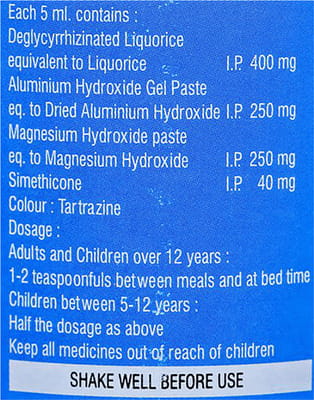 Each 5 ml. contains :
Deglycyrrhizinated Liquorice
equivalent to Liquorice I.P. 400 mg
Aluminium Hydroxide Gel Paste
eq. to Dried Aluminium Hydroxide I.P. 250 mg
Magnesium Hydroxide paste
eq. to Magnesium Hydroxide I.P. 250 mg
Simethicone I.P. 40 mg
Colour : Tartrazine
Dosage :
Adults and Children over 12 years :
1-2 teaspoonfuls between meals and at bed time
Children between 5-12 years :
Half the dosage as above
Keep all medicines out of reach of children
SHAKE WELL BEFORE USE